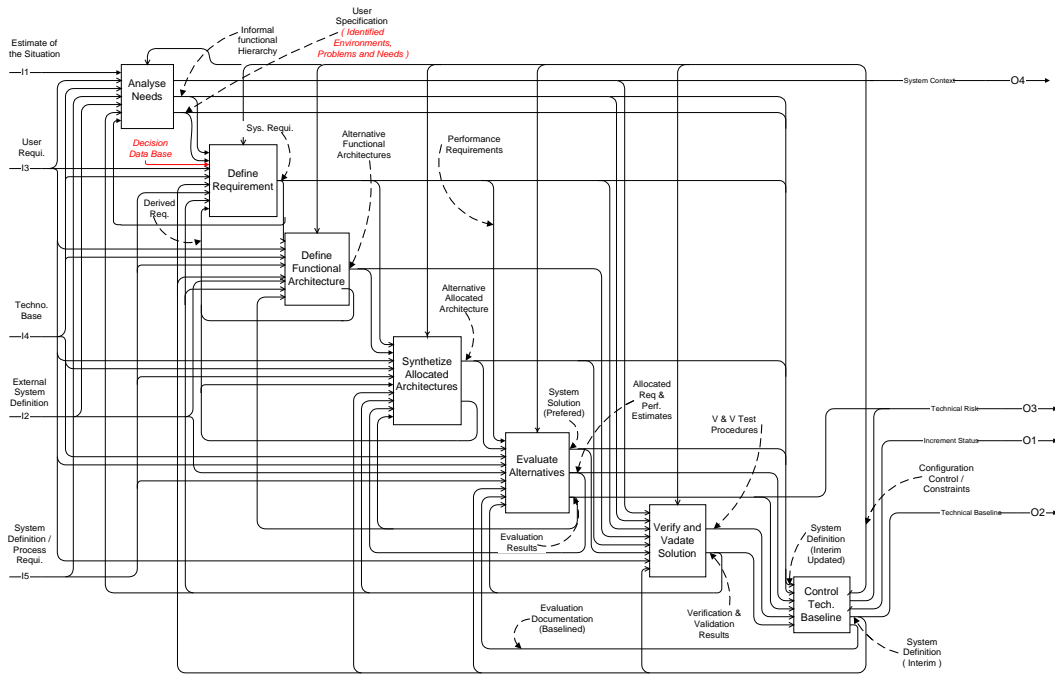 User
Specification
( Identified
Environments,
Problems and Needs )
Informal
functional
Hierarchy
Estimate of
the Situation
I1
Analyse
Needs
System Context
O4
User
Requi.
I3
Decision
Data Base
Sys. Requi.
Alternative
Functional
Architectures
Performance
Requirements
Define
Requirement
Derived
Req.
Define
Functional
Architecture
Techno.
Base
I4
Alternative
Allocated
Architecture
Synthetize
Allocated
Architectures
External
System
Definition
I2
System
Solution
(Prefered)
Allocated
Req &
Perf.
Estimates
V & V Test
Procedures
Technical Risk
O3
Increment Status
O1
Evaluate
Alternatives
Configuration
Control /
Constraints
Technical Baseline
O2
System
Definition /
Process
Requi.
I5
Evaluation
Results
Verify and
Vadate
Solution
System
Definition
(Interim
Updated)
Control
Tech.
Baseline
Evaluation
Documentation
(Baselined)
Verification &
Validation
Results
System
Definition
( Interim )